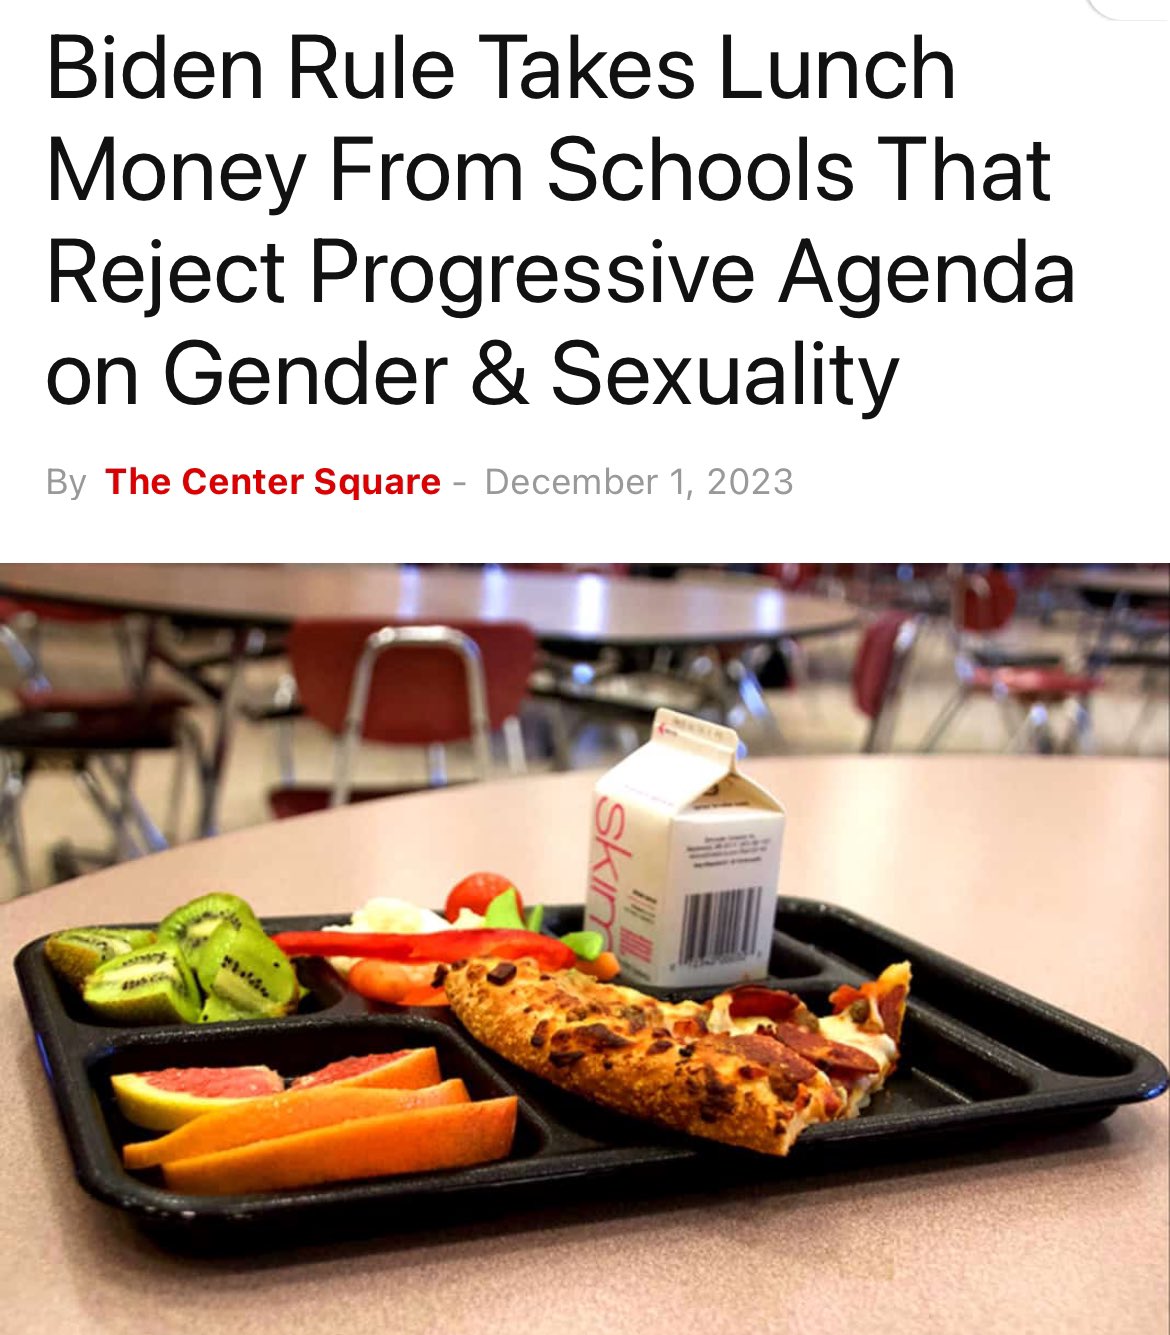 Biden Rule Takes Lunch
Money From Schools That
Reject Progressive Agenda
on Gender & Sexuality
By The Center Square - December 1, 2023
skim